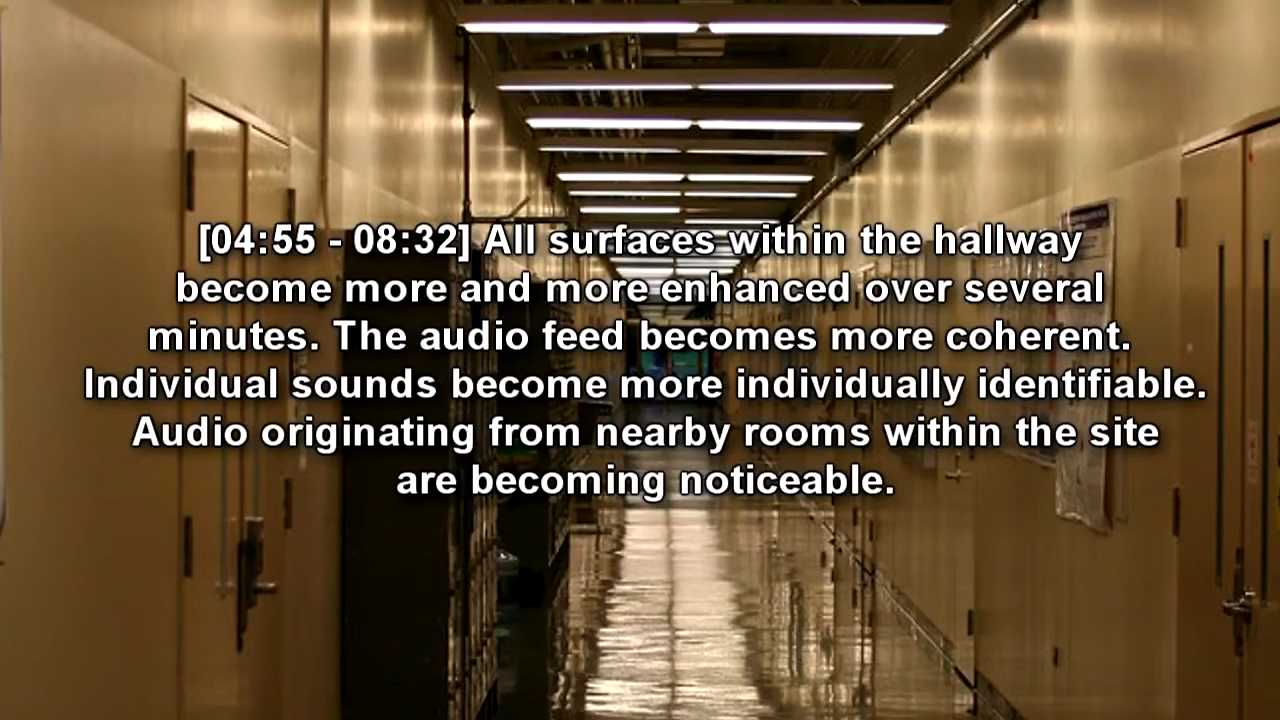 [04:55 - 08:32] All surfaces within the hallway
become more and more enhanced over several
minutes. The audio feed becomes more coherent.
Individual sounds become more individually identifiable.
Audio originating from nearby rooms within the site
are becoming noticeable.